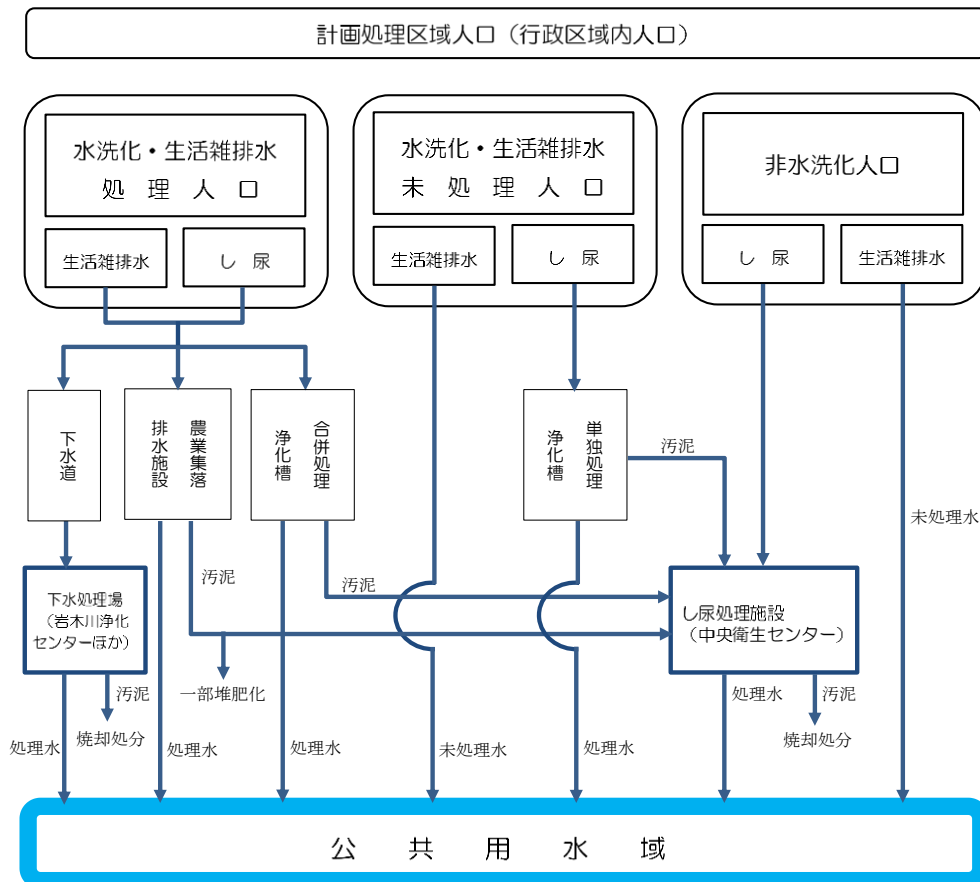 計画処理区域人口（行政区域内人口）
水洗化・生活雑排水
処理人口
生活雑排水
し尿
水洗化・生活雑排水
未処理人口
生活雑排水
し尿
非水洗化人口
し尿
生活雑排水
下水道
農業集落
排水施設
合併処理
浄化槽
単独処理
浄化槽
汚泥
未処理水
下水処理場
（岩木川浄化
センターほか）
汚泥
汚泥
し尿処理施設
（中央衛生センター）
汚泥
一部堆肥化
処理水
汚泥
焼却処分
焼却処分
処理水
処理水
処理水
未処理水
処理水
公共用水域